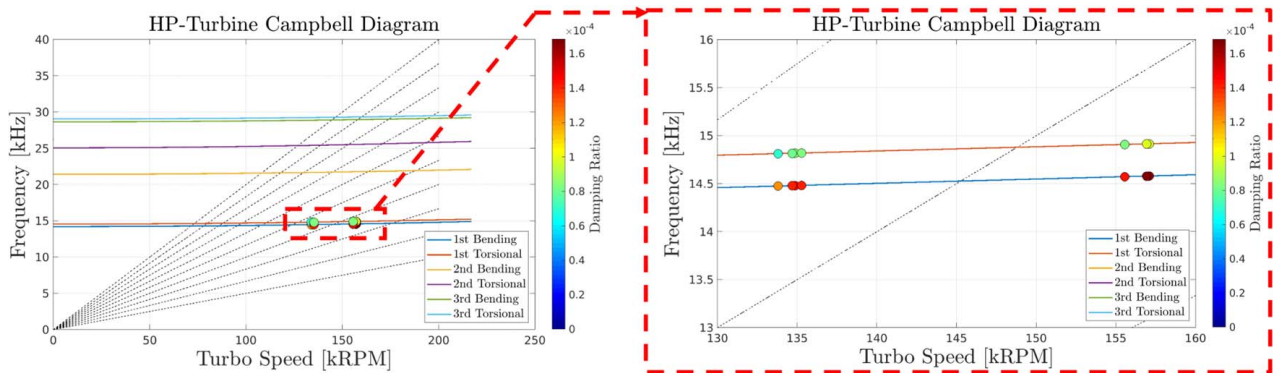 HP-Turbine Campbell Diagram
Frequency [kHz]
40
35
30
25
20
15
10
5
0
0
50
100
150
200
250
Turbo Speed [kRPM]
1st Bending
1st Torsional
2nd Bending
2nd Torsional
3rd Bending
3rd Torsional
×10⁻⁴
1.6
1.4
1.2
1
0.8
0.6
0.4
0.2
0
Damping Ratio
HP-Turbine Campbell Diagram
Frequency [kHz]
16
15.5
15
14.5
14
13.5
13
130
135
140
145
150
155
160
Turbo Speed [kRPM]
1st Bending
1st Torsional
2nd Bending
2nd Torsional
3rd Bending
3rd Torsional
×10⁻⁴
1.6
1.4
1.2
1
0.8
0.6
0.4
0.2
0
Damping Ratio